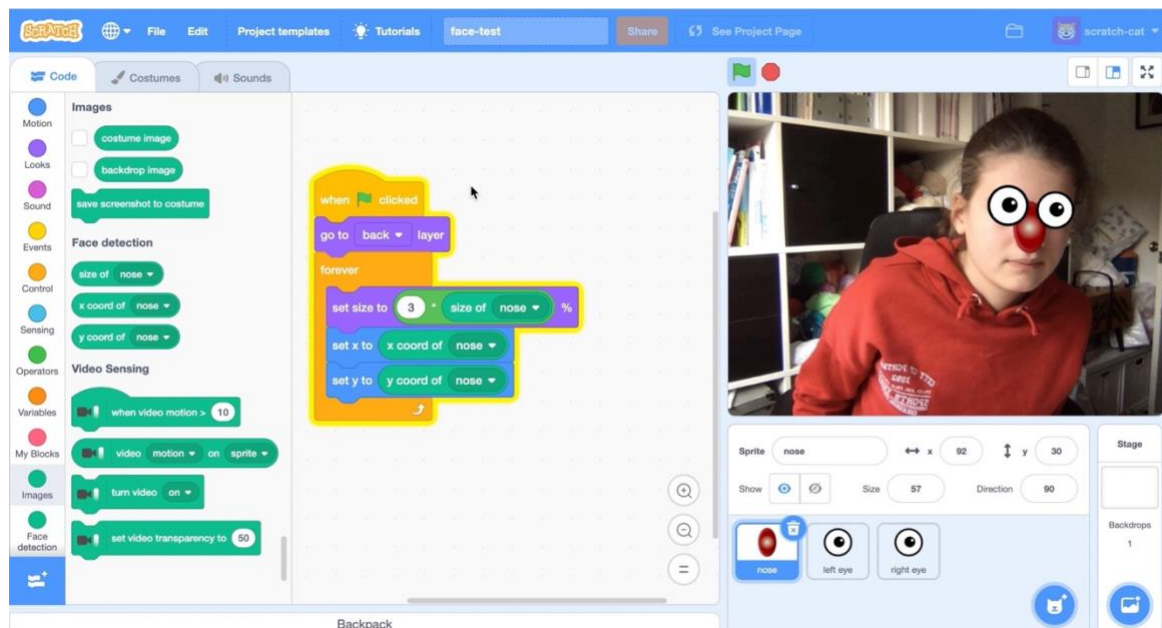 SCRATCH File Edit Project templates Tutorials face-test Share See Project Page scratch-cat
Code Costumes Sounds
Motion
Looks
Sound
Events
Control
Sensing
Operators
Variables
My Blocks
Images
Face
detection
Images
costume image
backdrop image
save screenshot to costume
Face detection
size of nose
x coord of nose
y coord of nose
Video Sensing
when video motion > 10
video motion on sprite
turn video on
set video transparency to 50
when clicked
go to back layer
forever
set size to 3 * size of nose %
set x to x coord of nose
set y to y coord of nose
Backpack
Sprite nose x 92 y 30
Show Size 57 Direction 90
nose left eye right eye
Stage
Backdrops
1